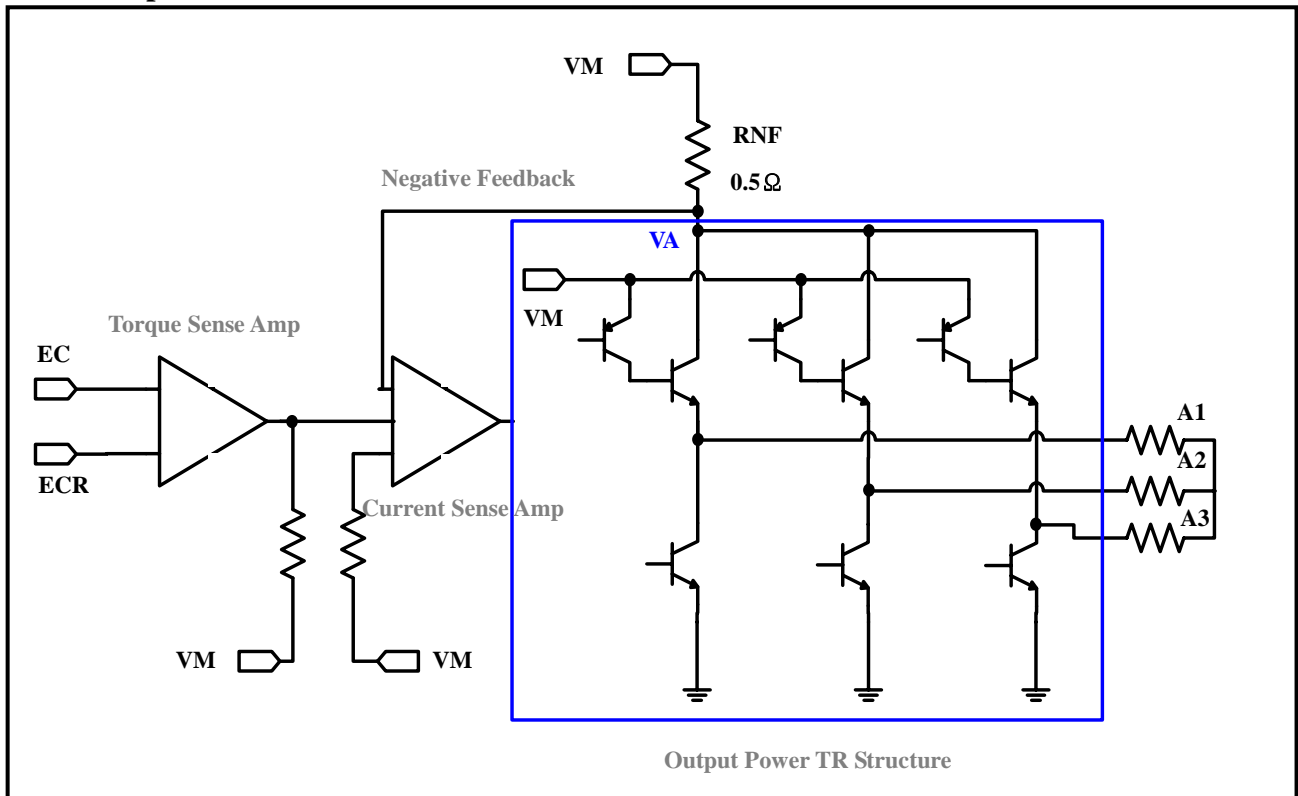 VM
RNF
0.5Ω
Negative Feedback
VA
VM
Torque Sense Amp
EC
ECR
A1
A2
A3
Current Sense Amp
VM
VM
Output Power TR Structure